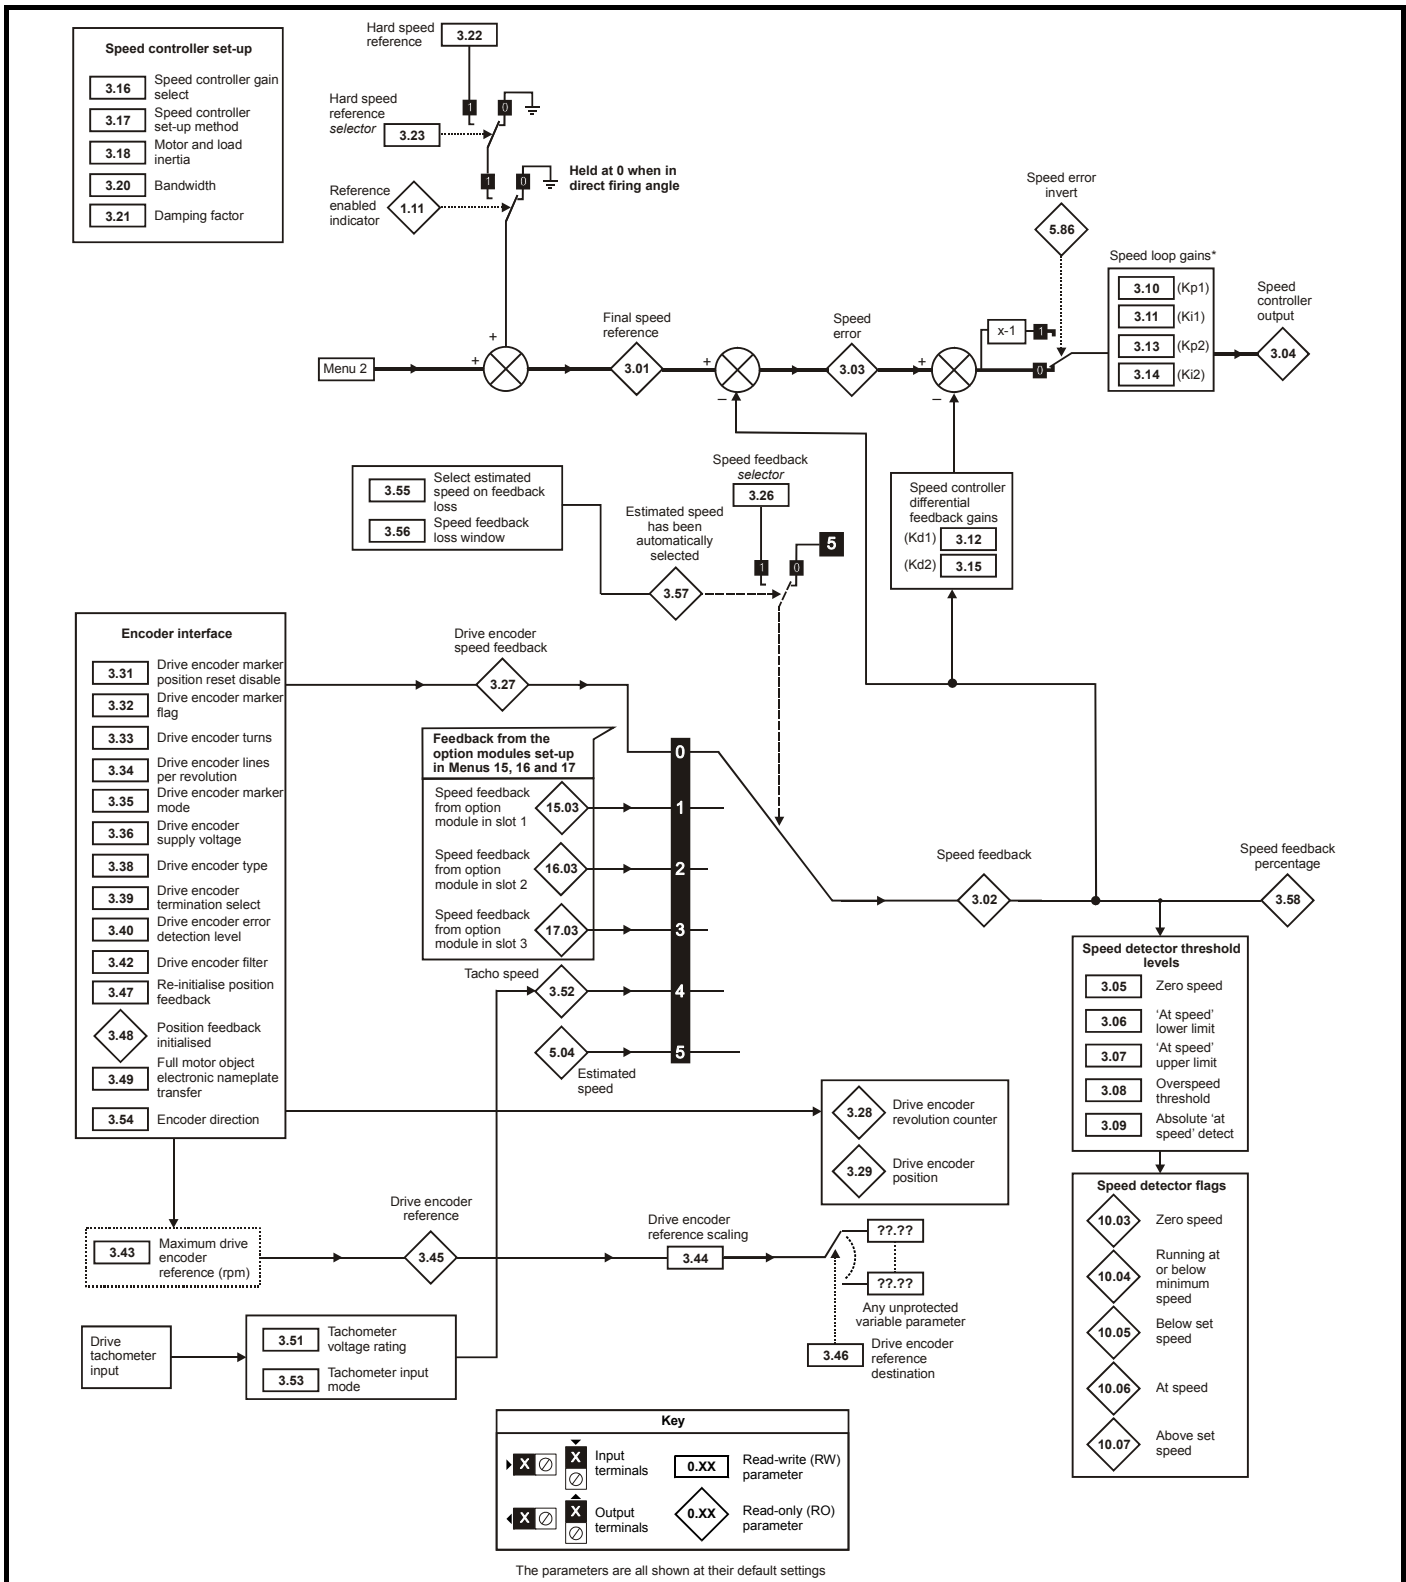 Speed controller set-up
3.16
Speed controller gain
select
3.17
Speed controller
set-up method
3.18
Motor and load
inertia
3.20
Bandwidth
3.21
Damping factor
Hard speed
reference
3.22
1
0
Hard speed
reference
selector
3.23
1
0
Held at 0 when in
direct firing angle
Reference
enabled
indicator
1.11
Menu 2
+
+
Final speed
reference
3.01
+
–
Speed
error
3.03
+
–
x-1
1
0
Speed error
invert
5.86
Speed loop gains*
3.10
(Kp1)
3.11
(Ki1)
3.13
(Kp2)
3.14
(Ki2)
Speed
controller
output
3.04
3.55
Select estimated
speed on feedback
loss
3.56
Speed feedback
loss window
Estimated speed
has been
automatically
selected
3.57
Speed feedback
selector
3.26
1
0
5
Speed controller
differential
feedback gains
(Kd1)
3.12
(Kd2)
3.15
Encoder interface
3.31
Drive encoder marker
position reset disable
3.32
Drive encoder marker
flag
3.33
Drive encoder turns
3.34
Drive encoder lines
per revolution
3.35
Drive encoder marker
mode
3.36
Drive encoder
supply voltage
3.38
Drive encoder type
3.39
Drive encoder
termination select
3.40
Drive encoder error
detection level
3.42
Drive encoder filter
3.47
Re-initialise position
feedback
3.48
Position feedback
initialised
3.49
Full motor object
electronic nameplate
transfer
3.54
Encoder direction
Drive encoder
speed feedback
3.27
Feedback from the
option modules set-up
in Menus 15, 16 and 17
Speed feedback
from option
module in slot 1
15.03
Speed feedback
from option
module in slot 2
16.03
Speed feedback
from option
module in slot 3
17.03
Tacho speed
3.52
5.04
Estimated
speed
0
1
2
3
4
5
Speed feedback
3.02
Speed feedback
percentage
3.58
Speed detector threshold
levels
3.05
Zero speed
3.06
‘At speed’
lower limit
3.07
‘At speed’
upper limit
3.08
Overspeed
threshold
3.09
Absolute ‘at
speed’ detect
3.28
Drive encoder
revolution counter
3.29
Drive encoder
position
Speed detector flags
10.03
Zero speed
10.04
Running at
or below
minimum
speed
10.05
Below set
speed
10.06
At speed
10.07
Above set
speed
3.43
Maximum drive
encoder
reference (rpm)
Drive encoder
reference
3.45
Drive encoder
reference scaling
3.44
??.??
??.??
Any unprotected
variable parameter
3.46
Drive encoder
reference
destination
Drive
tachometer
input
3.51
Tachometer
voltage rating
3.53
Tachometer input
mode
Key
X
X
Input
terminals
0.XX
Read-write (RW)
parameter
X
X
Output
terminals
0.XX
Read-only (RO)
parameter
The parameters are all shown at their default settings